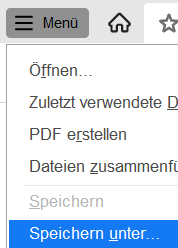 Menü
Öffnen...
Zuletzt verwendete D
PDF erstellen
Dateien zusammenfü
Speichern
Speichern unter...